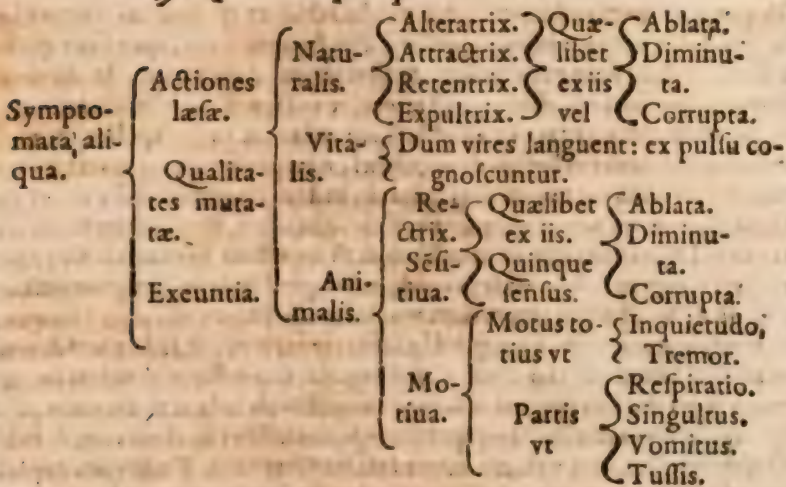 Sympto-
mata, ali-
qua.
Actiones
læsæ.
Qualita-
tes muta-
tæ.
Exeuntia.
Natu-
ralis.
Alteratrix.
Attractrix.
Retentrix.
Expultrix.
Quæ-
libet
ex iis
vel
Ablata.
Diminu-
ta.
Corrupta.
Vita-
lis.
Dum vires languent: ex pulsu co-
gnoscuntur.
Ani-
malis.
Re-
ctrix.
Sẽsi-
tiua.
Quælibet
ex iis.
Quinque
sensus.
Ablata.
Diminu-
ta.
Corrupta.
Mo-
tiua.
Motus to-
tius vt
Inquietudo,
Tremor.
Partis
vt
Respiratio.
Singultus.
Vomitus.
Tussis.